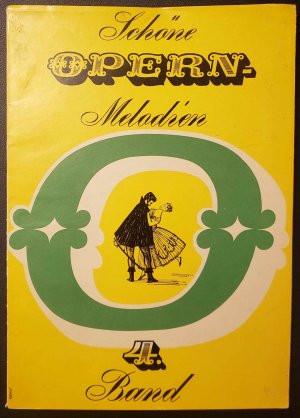 Schöne
OPERN-
Melodien
4.
Band